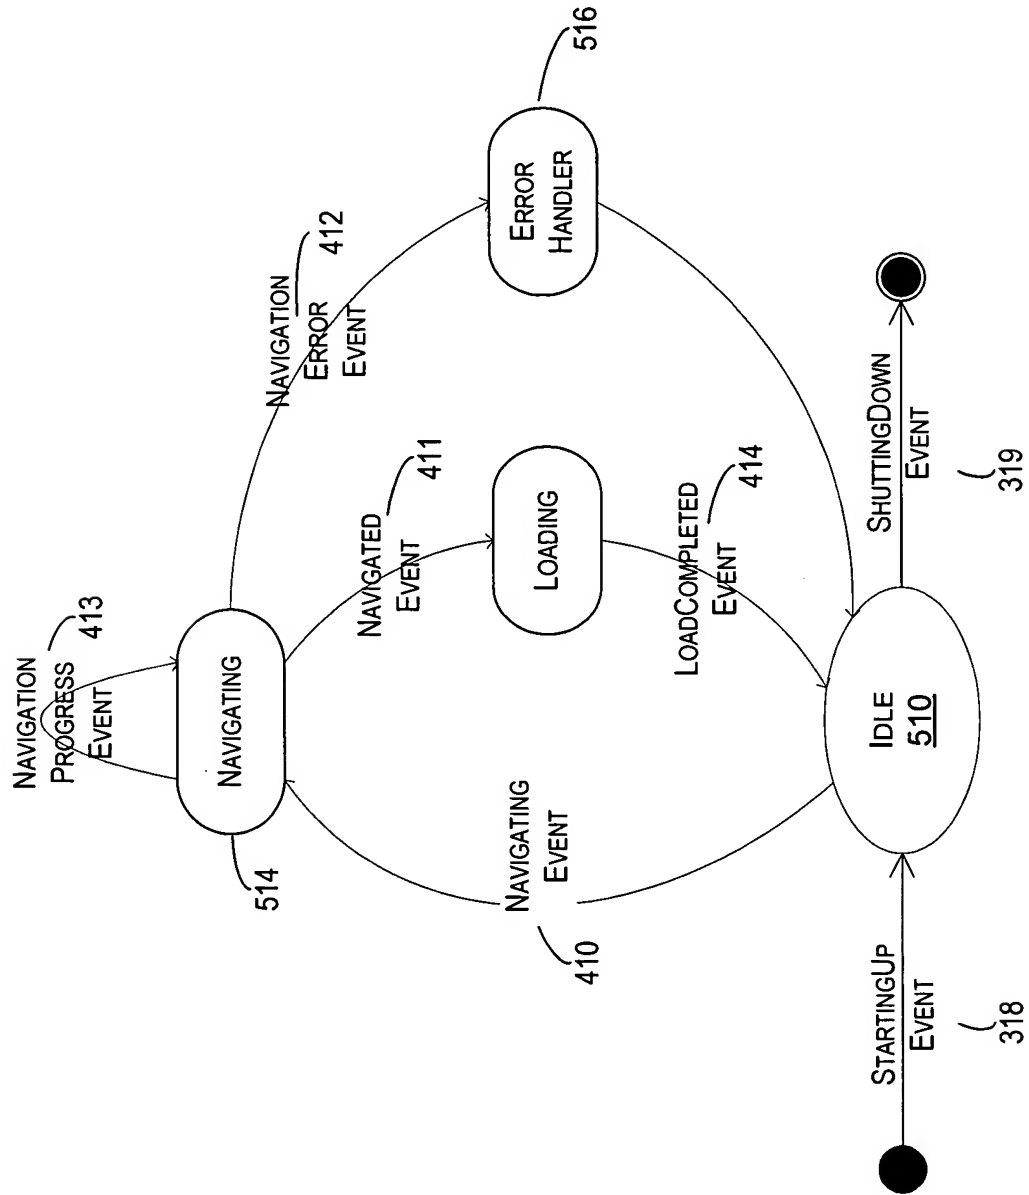 NAVIGATION
PROGRESS
EVENT
413
NAVIGATING
514
NAVIGATION
ERROR
EVENT
412
NAVIGATED
EVENT
411
NAVIGATING
EVENT
410
LOADING
ERROR
HANDLER
516
LOADCOMPLETED
EVENT
414
STARTINGUP
EVENT
318
IDLE
510
SHUTTINGDOWN
EVENT
319